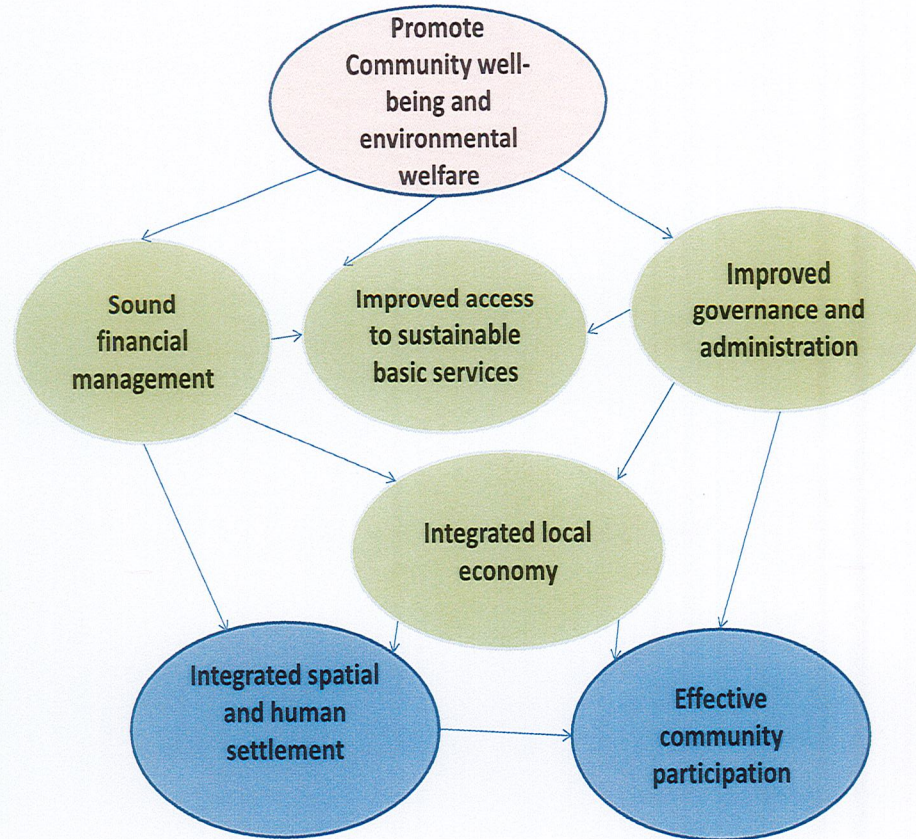 Promote
Community well-
being and
environmental
welfare
Sound
financial
management
Improved access
to sustainable
basic services
Improved
governance and
administration
Integrated local
economy
Integrated spatial
and human
settlement
Effective
community
participation